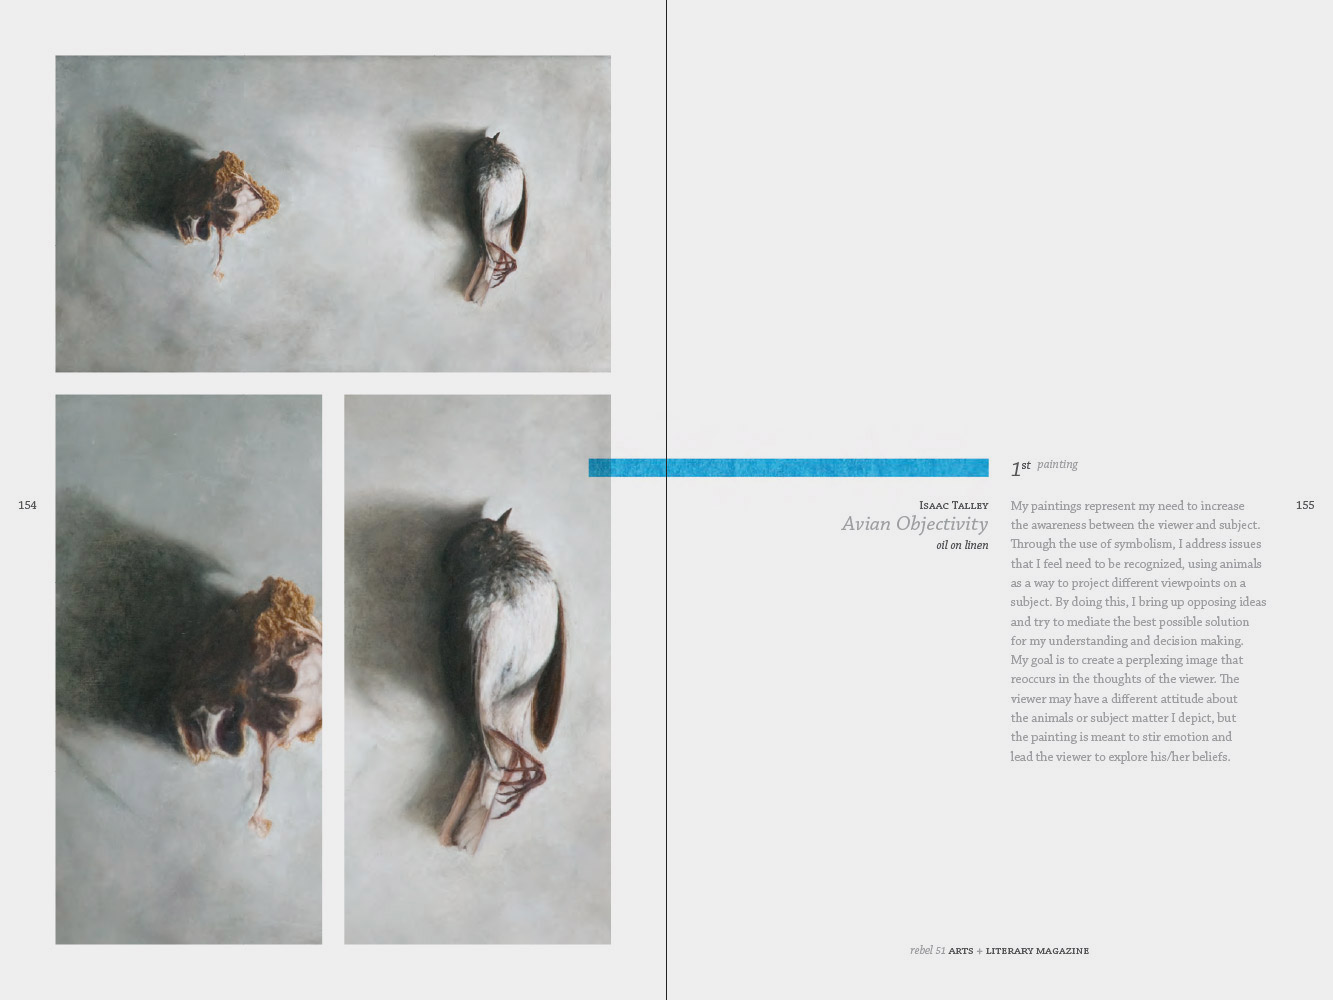 154
1st painting
Isaac Talley
Avian Objectivity
oil on linen
My paintings represent my need to increase
the awareness between the viewer and subject.
Through the use of symbolism, I address issues
that I feel need to be recognized, using animals
as a way to project different viewpoints on a
subject. By doing this, I bring up opposing ideas
and try to mediate the best possible solution
for my understanding and decision making.
My goal is to create a perplexing image that
reoccurs in the thoughts of the viewer. The
viewer may have a different attitude about
the animals or subject matter I depict, but
the painting is meant to stir emotion and
lead the viewer to explore his/her beliefs.
155
rebel 51 ARTS + LITERARY MAGAZINE